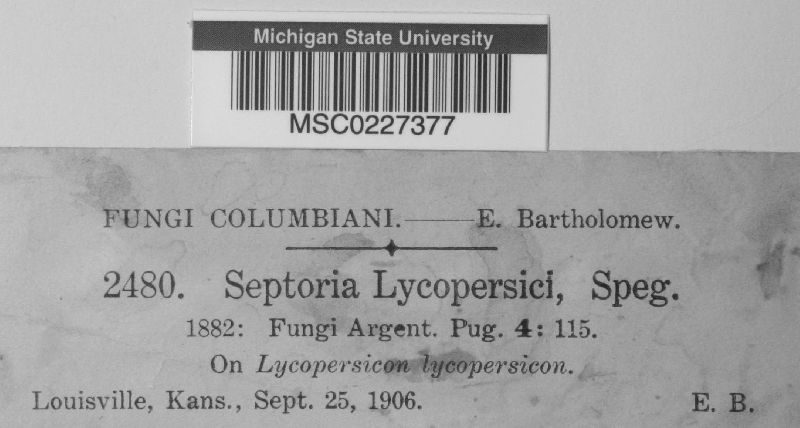 Michigan State University
MSC0227377
FUNGI COLUMBIANI.——E. Bartholomew.
2480. Septoria Lycopersici, Speg.
1882: Fungi Argent. Pug. 4: 115.
On Lycopersicon lycopersicon.
Louisville, Kans., Sept. 25, 1906. E. B.